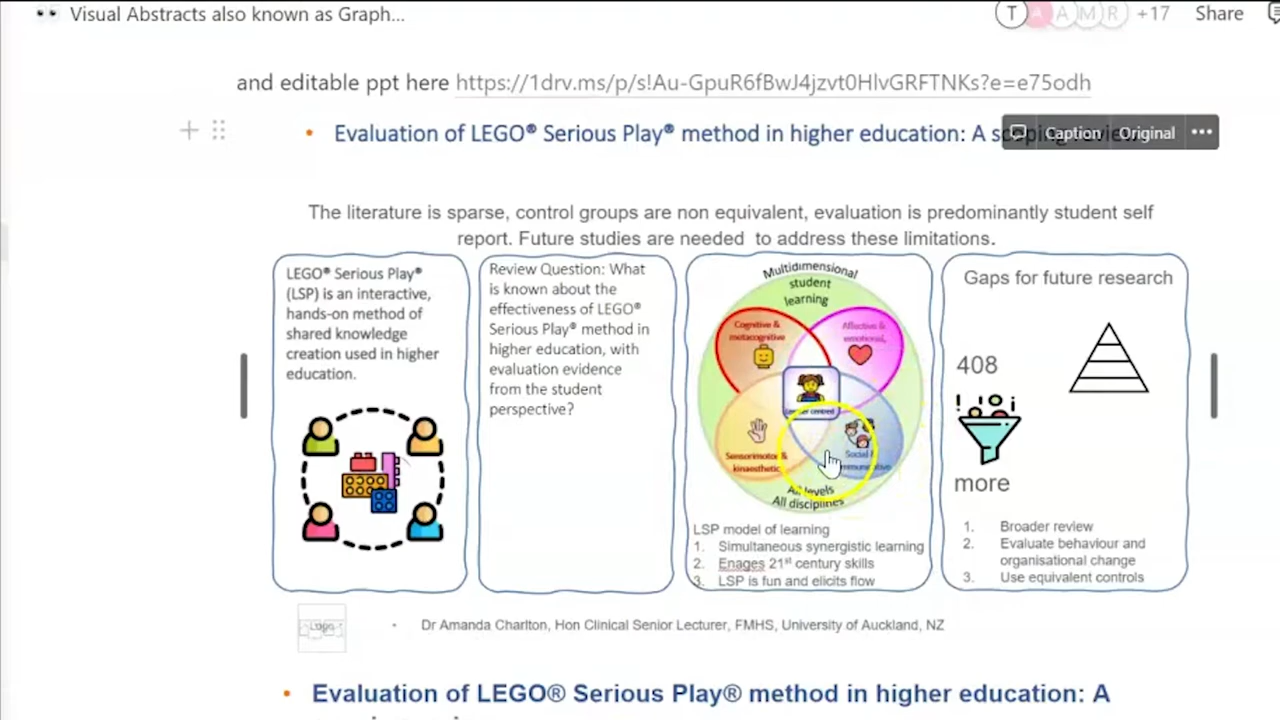 Visual Abstracts also known as Graph...
T A A M R +17 Share
and editable ppt here https://1drv.ms/p/s!Au-GpuR6fBwJ4jzvt0HlvGRFTNKs?e=e75odh
Evaluation of LEGO® Serious Play® method in higher education: A scoping review
Caption Original
The literature is sparse, control groups are non equivalent, evaluation is predominantly student self
report. Future studies are needed to address these limitations.
LEGO® Serious Play®
(LSP) is an interactive,
hands-on method of
shared knowledge
creation used in higher
education.
Review Question: What
is known about the
effectiveness of LEGO®
Serious Play® method in
higher education, with
evaluation evidence
from the student
perspective?
Multidimensional
student
learning
Cognitive &
metacognitive
Affective &
emotional,
centred
Sensorimotor &
kinaesthetic
Social &
All levels
All disciplines
LSP model of learning
1. Simultaneous synergistic learning
2. Enages 21st century skills
3. LSP is fun and elicits flow
Gaps for future research
408
more
1. Broader review
2. Evaluate behaviour and
organisational change
3. Use equivalent controls
Logo
• Dr Amanda Charlton, Hon Clinical Senior Lecturer, FMHS, University of Auckland, NZ
• Evaluation of LEGO® Serious Play® method in higher education: A